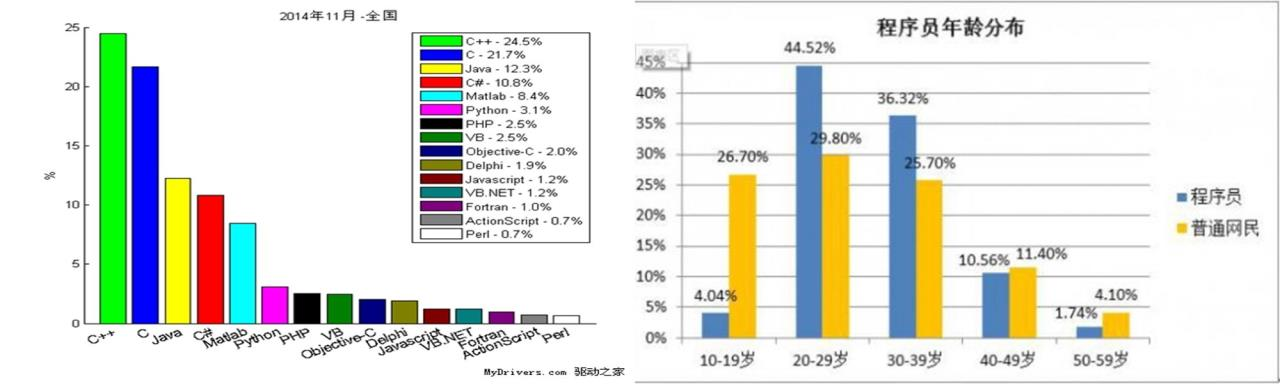 2014年11月 -全国
25
20
15
10
5
0
%
C++ - 24.5%
C - 21.7%
Java - 12.3%
C# - 10.8%
Matlab - 8.4%
Python - 3.1%
PHP - 2.5%
VB - 2.5%
Objective-C - 2.0%
Delphi - 1.9%
Javascript - 1.2%
VB.NET - 1.2%
Fortran - 1.0%
ActionScript - 0.7%
Perl - 0.7%
C++
C
Java
C#
Matlab
Python
PHP
VB
Objective-C
Delphi
Javascript
VB.NET
Fortran
ActionScript
Perl
MyDrivers.com 驱动之家
程序员年龄分布
45%
40%
35%
30%
25%
20%
15%
10%
5%
0%
4.04%
26.70%
44.52%
29.80%
36.32%
25.70%
10.56%
11.40%
1.74%
4.10%
10-19岁
20-29岁
30-39岁
40-49岁
50-59岁
程序员
普通网民